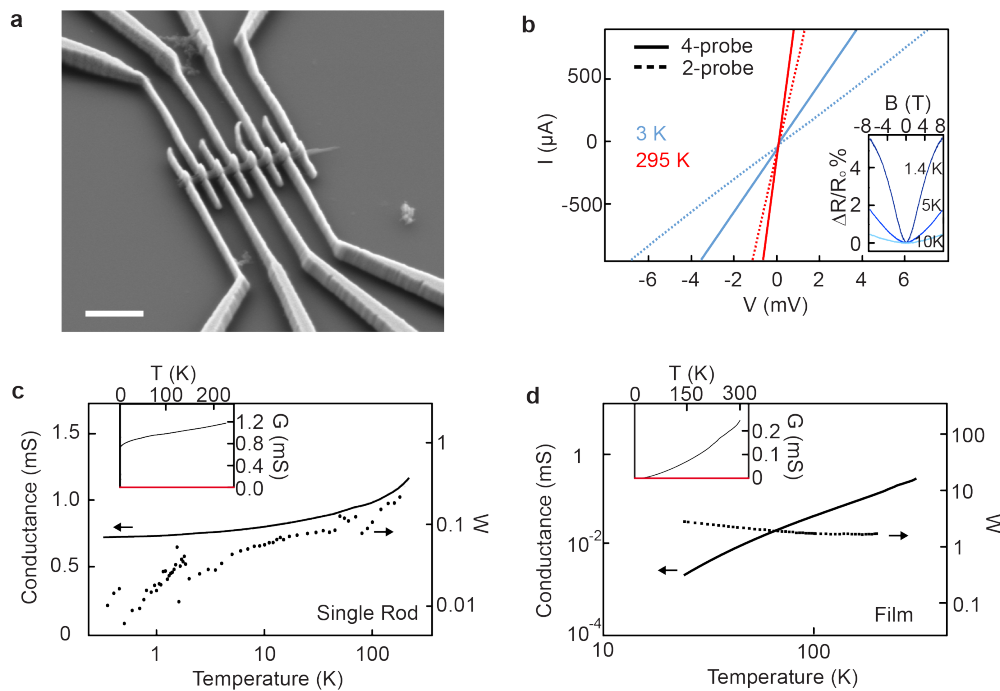 a
b
4-probe
2-probe
500
0
-500
I (µA)
3 K
295 K
-6 -4 -2 0 2 4 6
V (mV)
B (T)
-8 -4 0 4 8
4
2
0
ΔR/R₀ %
1.4 K
5K
10K
c
T (K)
0 100 200
1.2
0.8
0.4
0.0
G (mS)
1.5
1.0
0.5
0
Conductance (mS)
1
0.1
0.01
W
Single Rod
1 10 100
Temperature (K)
d
T (K)
0 150 300
0.2
0.1
0
G (mS)
1
10⁻²
10⁻⁴
Conductance (mS)
100
10
1
0.1
W
Film
10 100
Temperature (K)